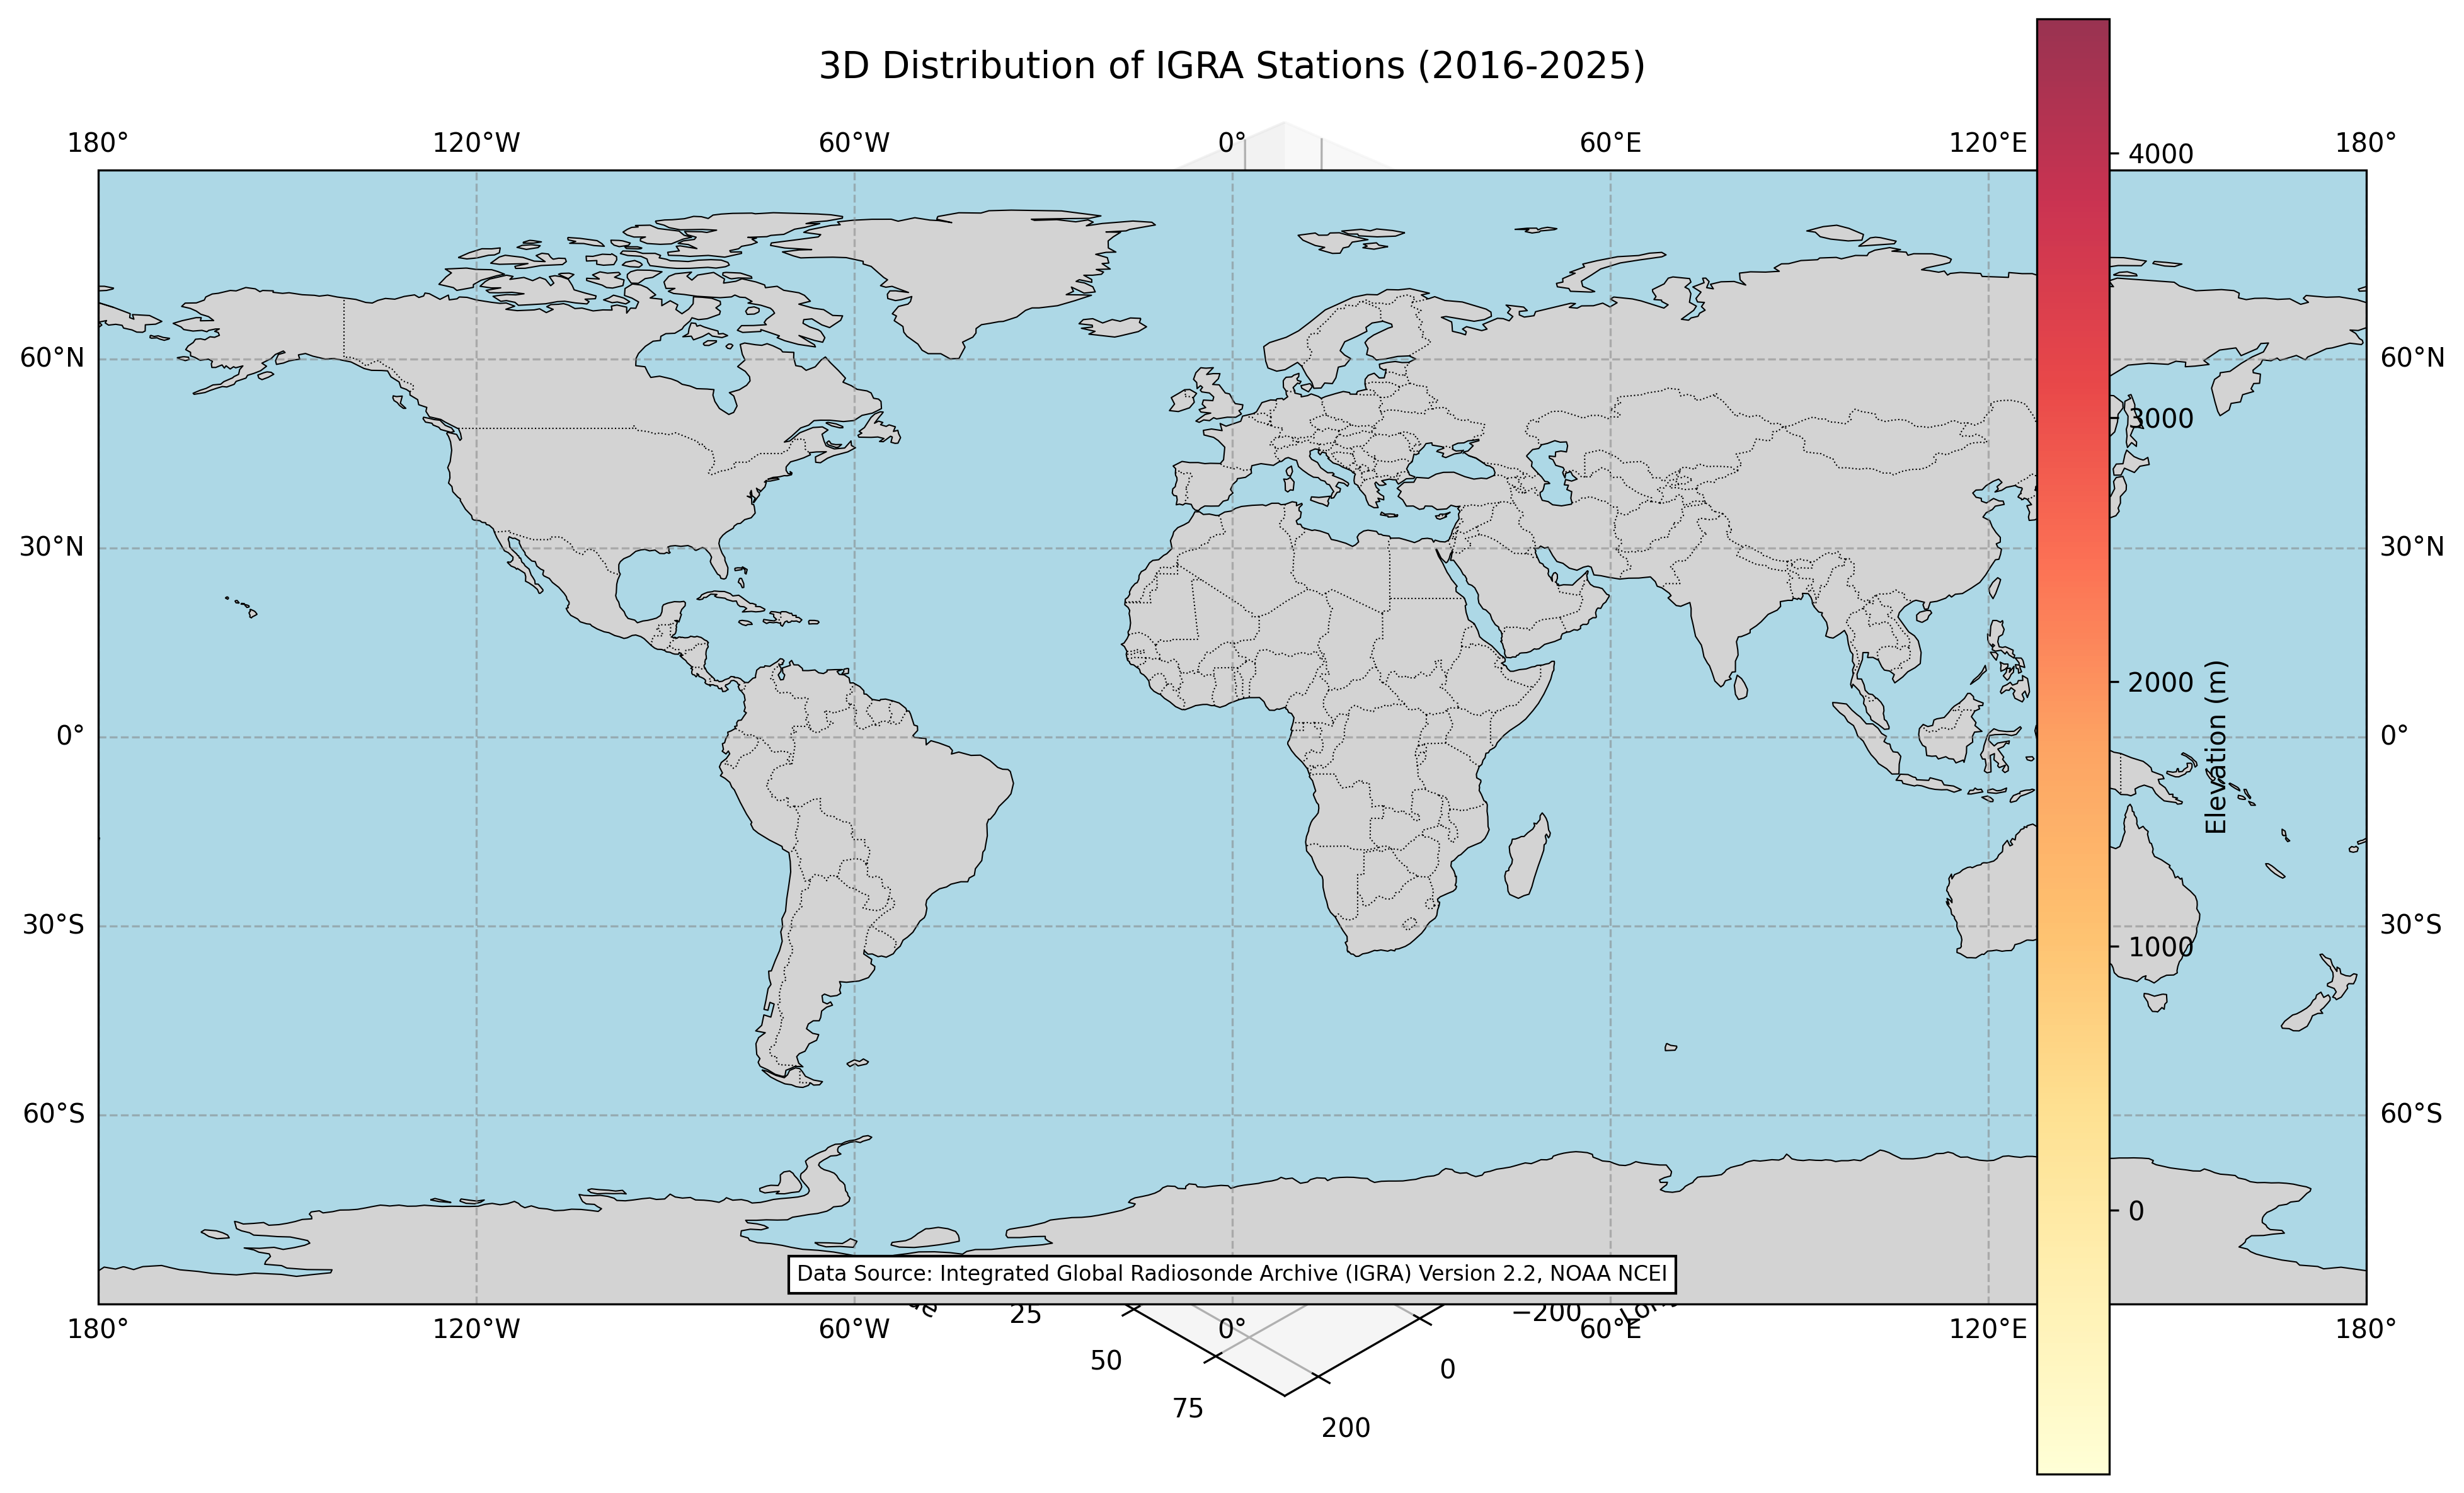 3D Distribution of IGRA Stations (2016-2025)
180° 120°W 60°W 0° 60°E 120°E 180°
4000
60°N 60°N
3000
30°N 30°N
2000
Elevation (m)
0° 0°
30°S 30°S
1000
60°S 60°S
0
Data Source: Integrated Global Radiosonde Archive (IGRA) Version 2.2, NOAA NCEI
25 −200
180° 120°W 60°W 0° 60°E 120°E 180°
50 0
75 200